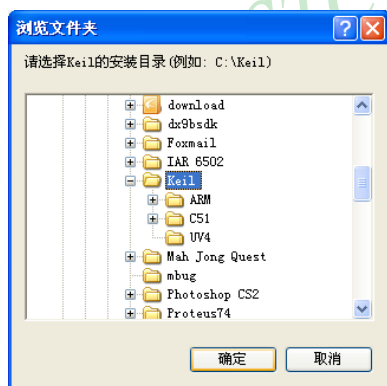 浏览文件夹
请选择Keil的安装目录(例如: C:\Keil)
download
dx9bsdk
Foxmail
IAR 6502
Keil
ARM
C51
UV4
Mah Jong Quest
mbug
Photoshop CS2
Proteus74
确定
取消